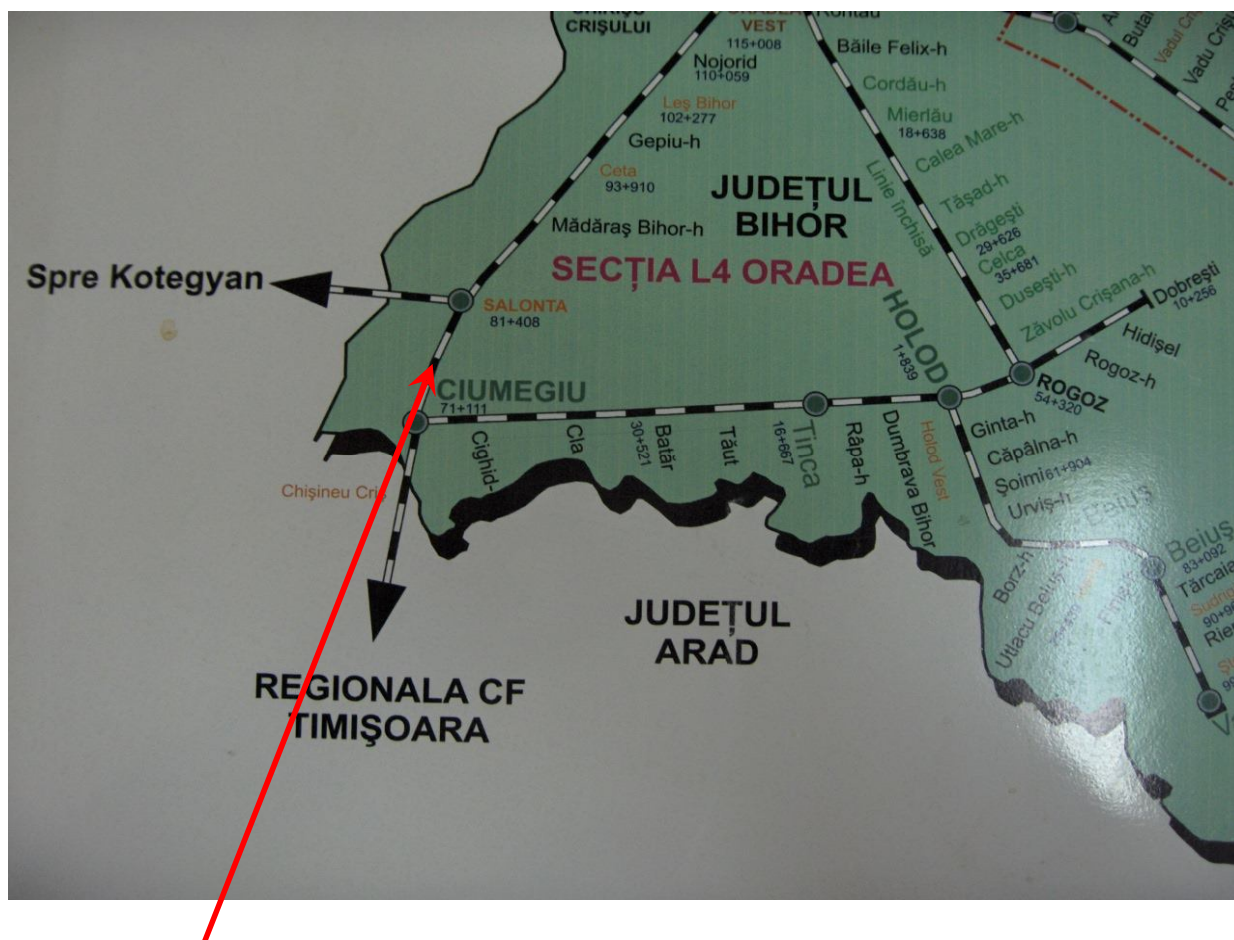 CRIŞULUI
VEST
115+008
Nojorid
110+059
Leş Bihor
102+277
Gepiu-h
Ceta
93+910
Mădăraş Bihor-h
Băile Felix-h
Cordău-h
Mierlău
18+638
Calea Mare-h
Linie închisă
Tăşad-h
Drăgeşti
29+626
Celca
35+681
Duseşti-h
Zăvolu Crişana-h
Dobreşti
10+256
Hidişel
Rogoz-h
JUDEŢUL
BIHOR
SECŢIA L4 ORADEA
Spre Kotegyan
SALONTA
81+408
HOLOD
1+839
ROGOZ
54+320
CIUMEGIU
71+111
Cighid-
Cla
Batăr
30+521
Tăut
Tinca
16+667
Râpa-h
Dumbrava Bihor
Holod Vest
Ginta-h
Căpâlna-h
Şoimi 61+904
Urviş-h
Beiuş
Borz-h
Utlacu Beiuş-h
Beiuş
83+092
Tărcaia
Chişineu Criş
JUDEŢUL
ARAD
REGIONALA CF
TIMIŞOARA